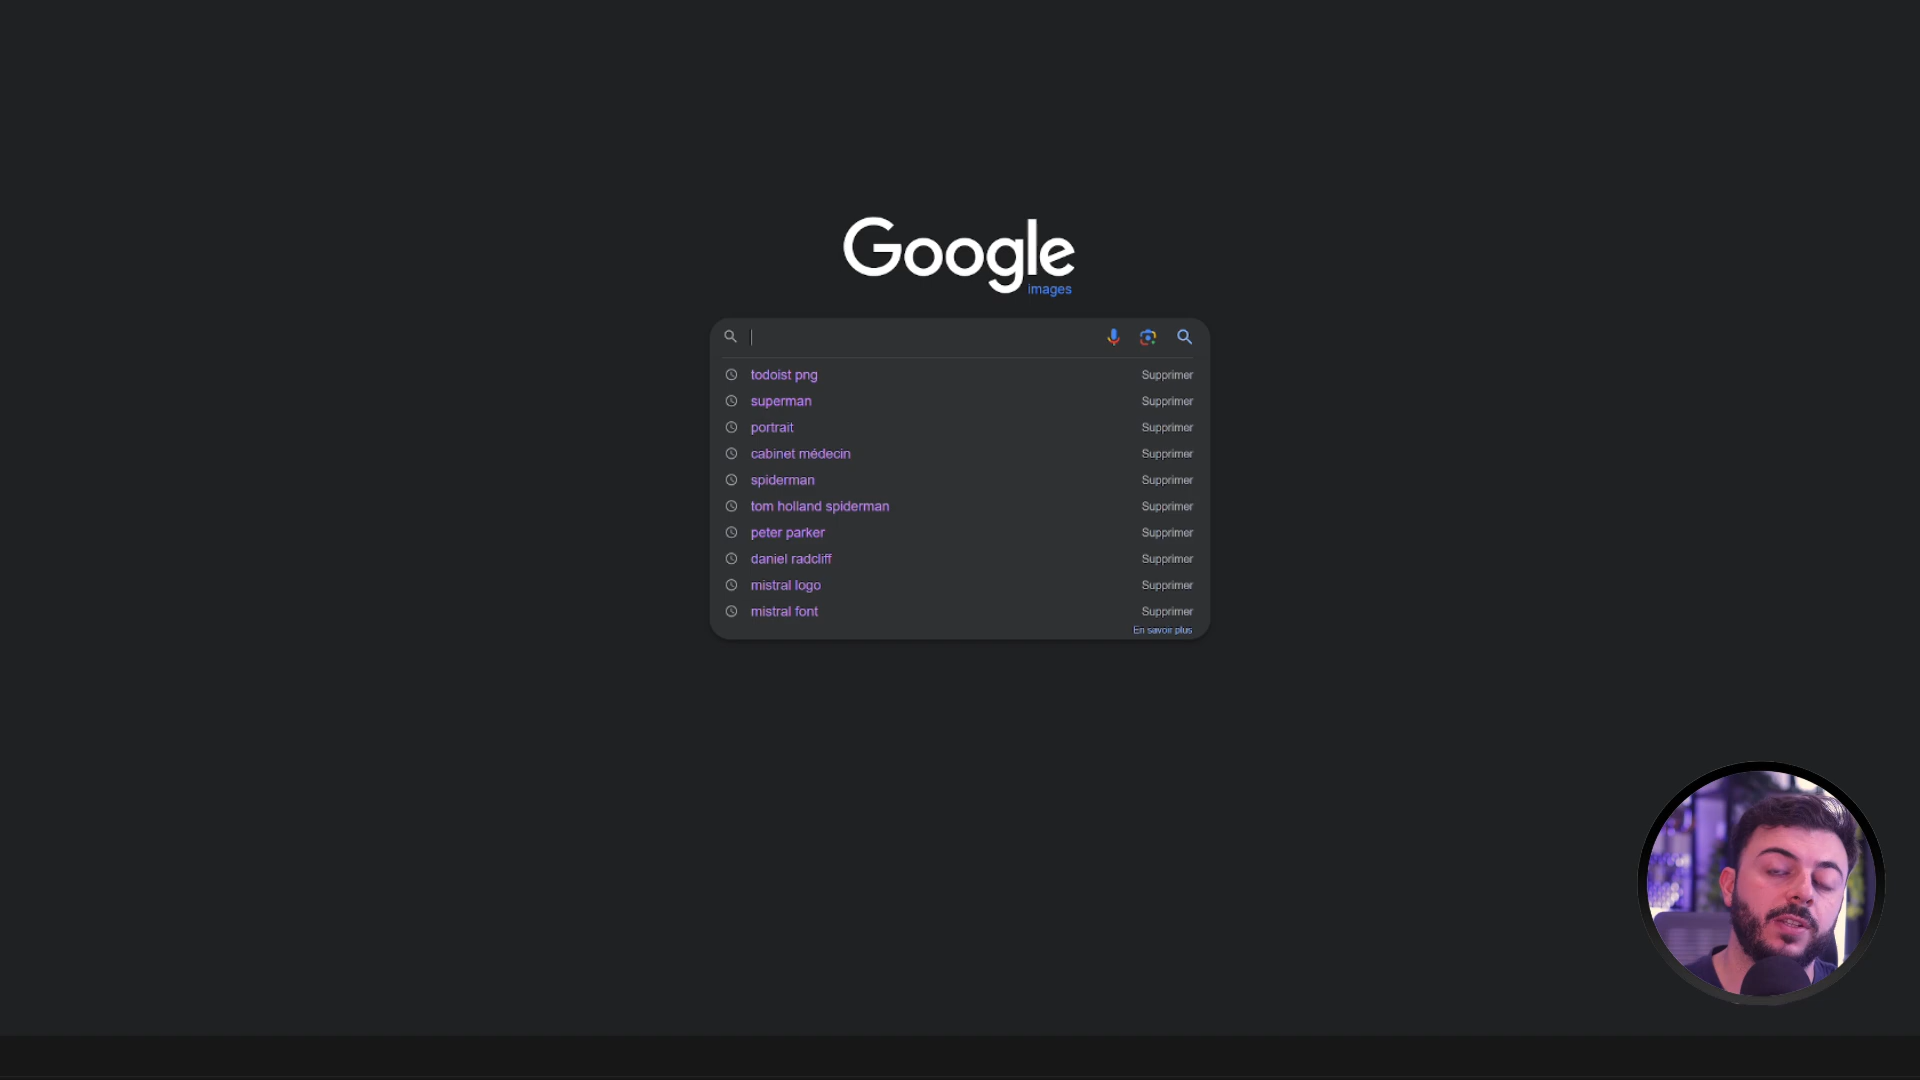 Google
images
todoist png Supprimer
superman Supprimer
portrait Supprimer
cabinet médecin Supprimer
spiderman Supprimer
tom holland spiderman Supprimer
peter parker Supprimer
daniel radcliff Supprimer
mistral logo Supprimer
mistral font Supprimer
En savoir plus